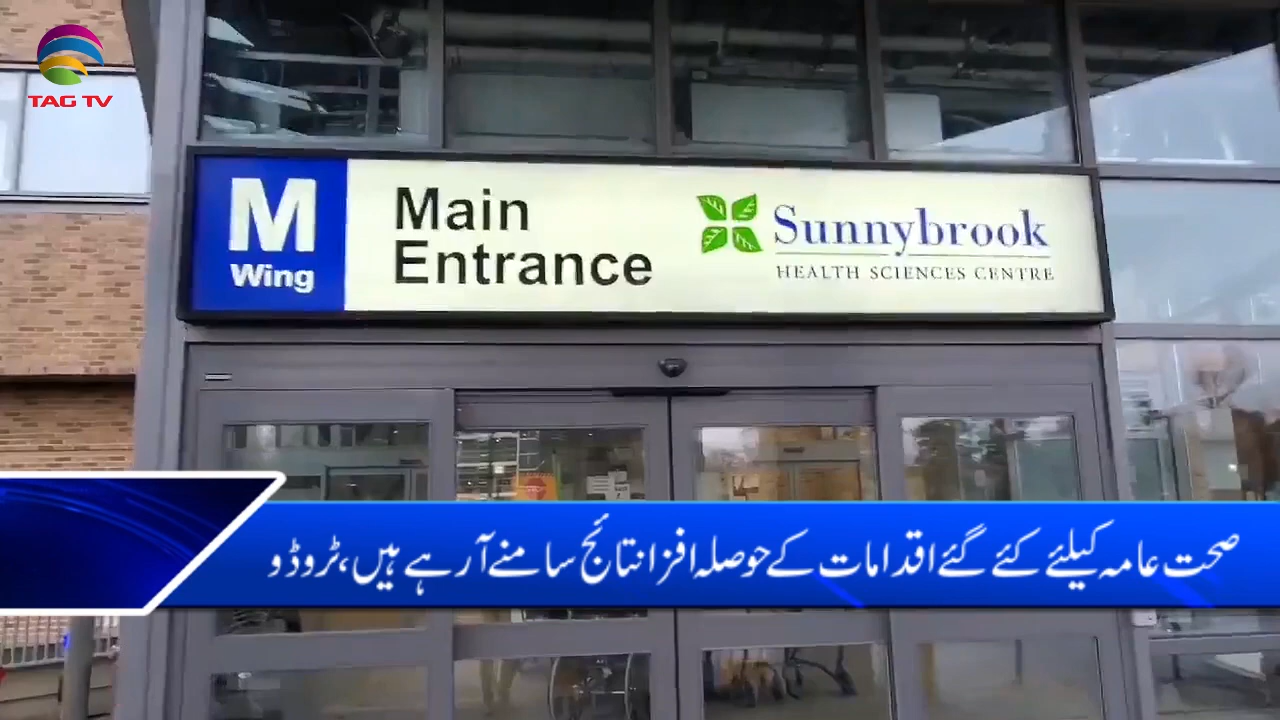 TAG TV
M
Wing
Main
Entrance
Sunnybrook
HEALTH SCIENCES CENTRE
صحت عامہ کیلئے کئے گئے اقدامات کے حوصلہ افزا نتائج سامنے آ رہے ہیں، ٹروڈو